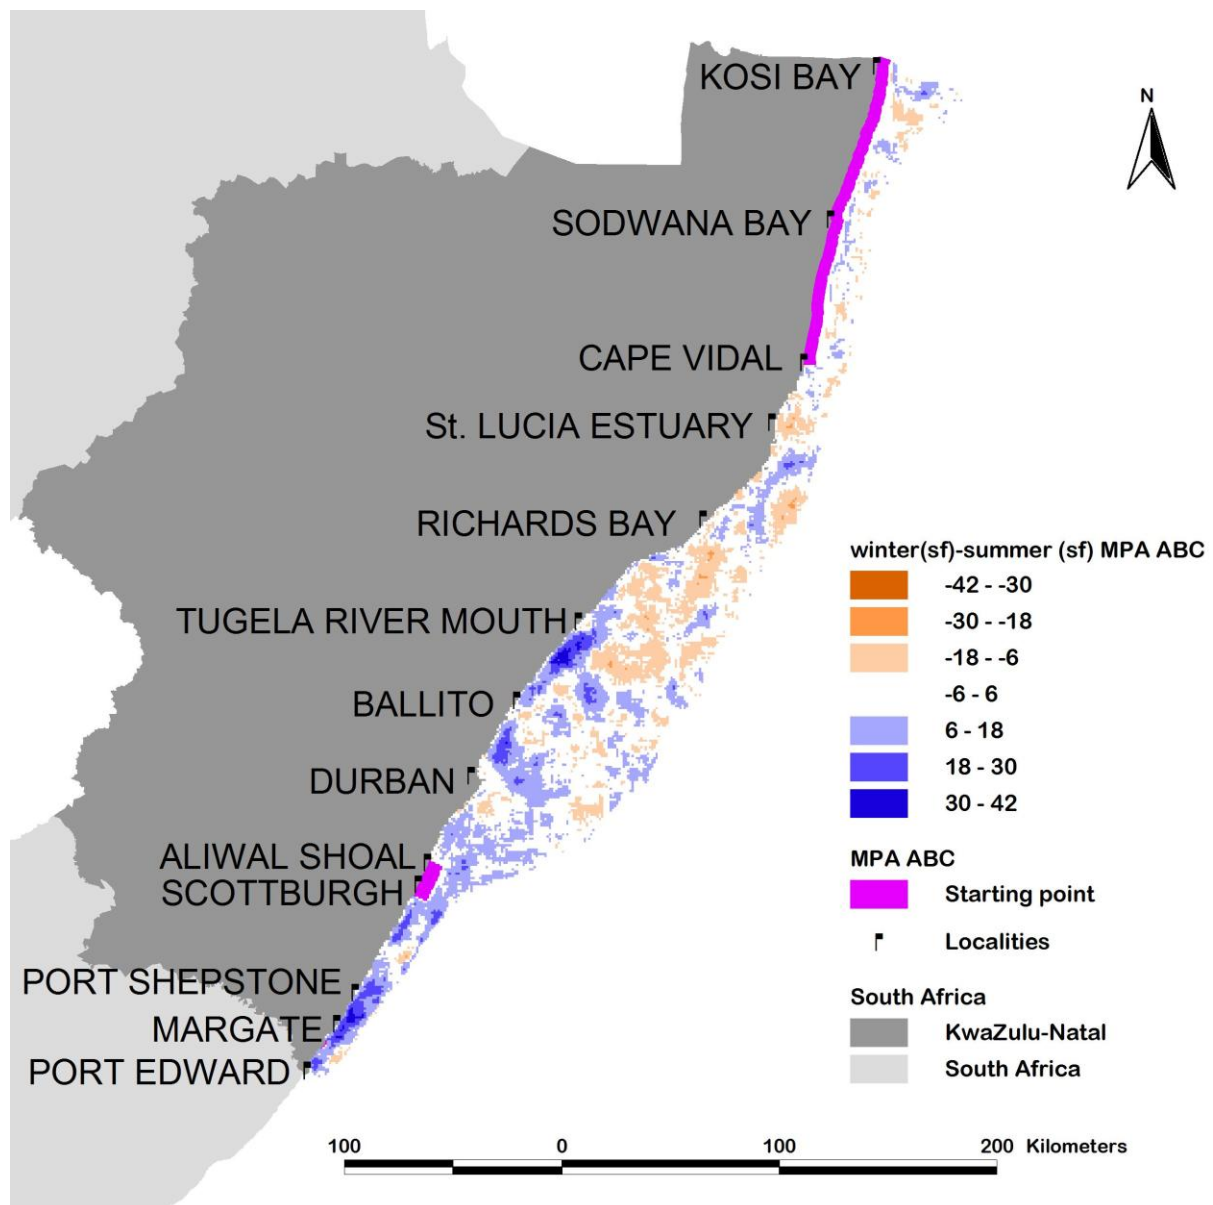 N
KOSI BAY
SODWANA BAY
CAPE VIDAL
St. LUCIA ESTUARY
RICHARDS BAY
TUGELA RIVER MOUTH
BALLITO
DURBAN
ALIWAL SHOAL
SCOTTBURGH
PORT SHEPSTONE
MARGATE
PORT EDWARD
winter(sf)-summer (sf) MPA ABC
-42 - -30
-30 - -18
-18 - -6
-6 - 6
6 - 18
18 - 30
30 - 42
MPA ABC
Starting point
Localities
South Africa
KwaZulu-Natal
South Africa
100 0 100 200 Kilometers